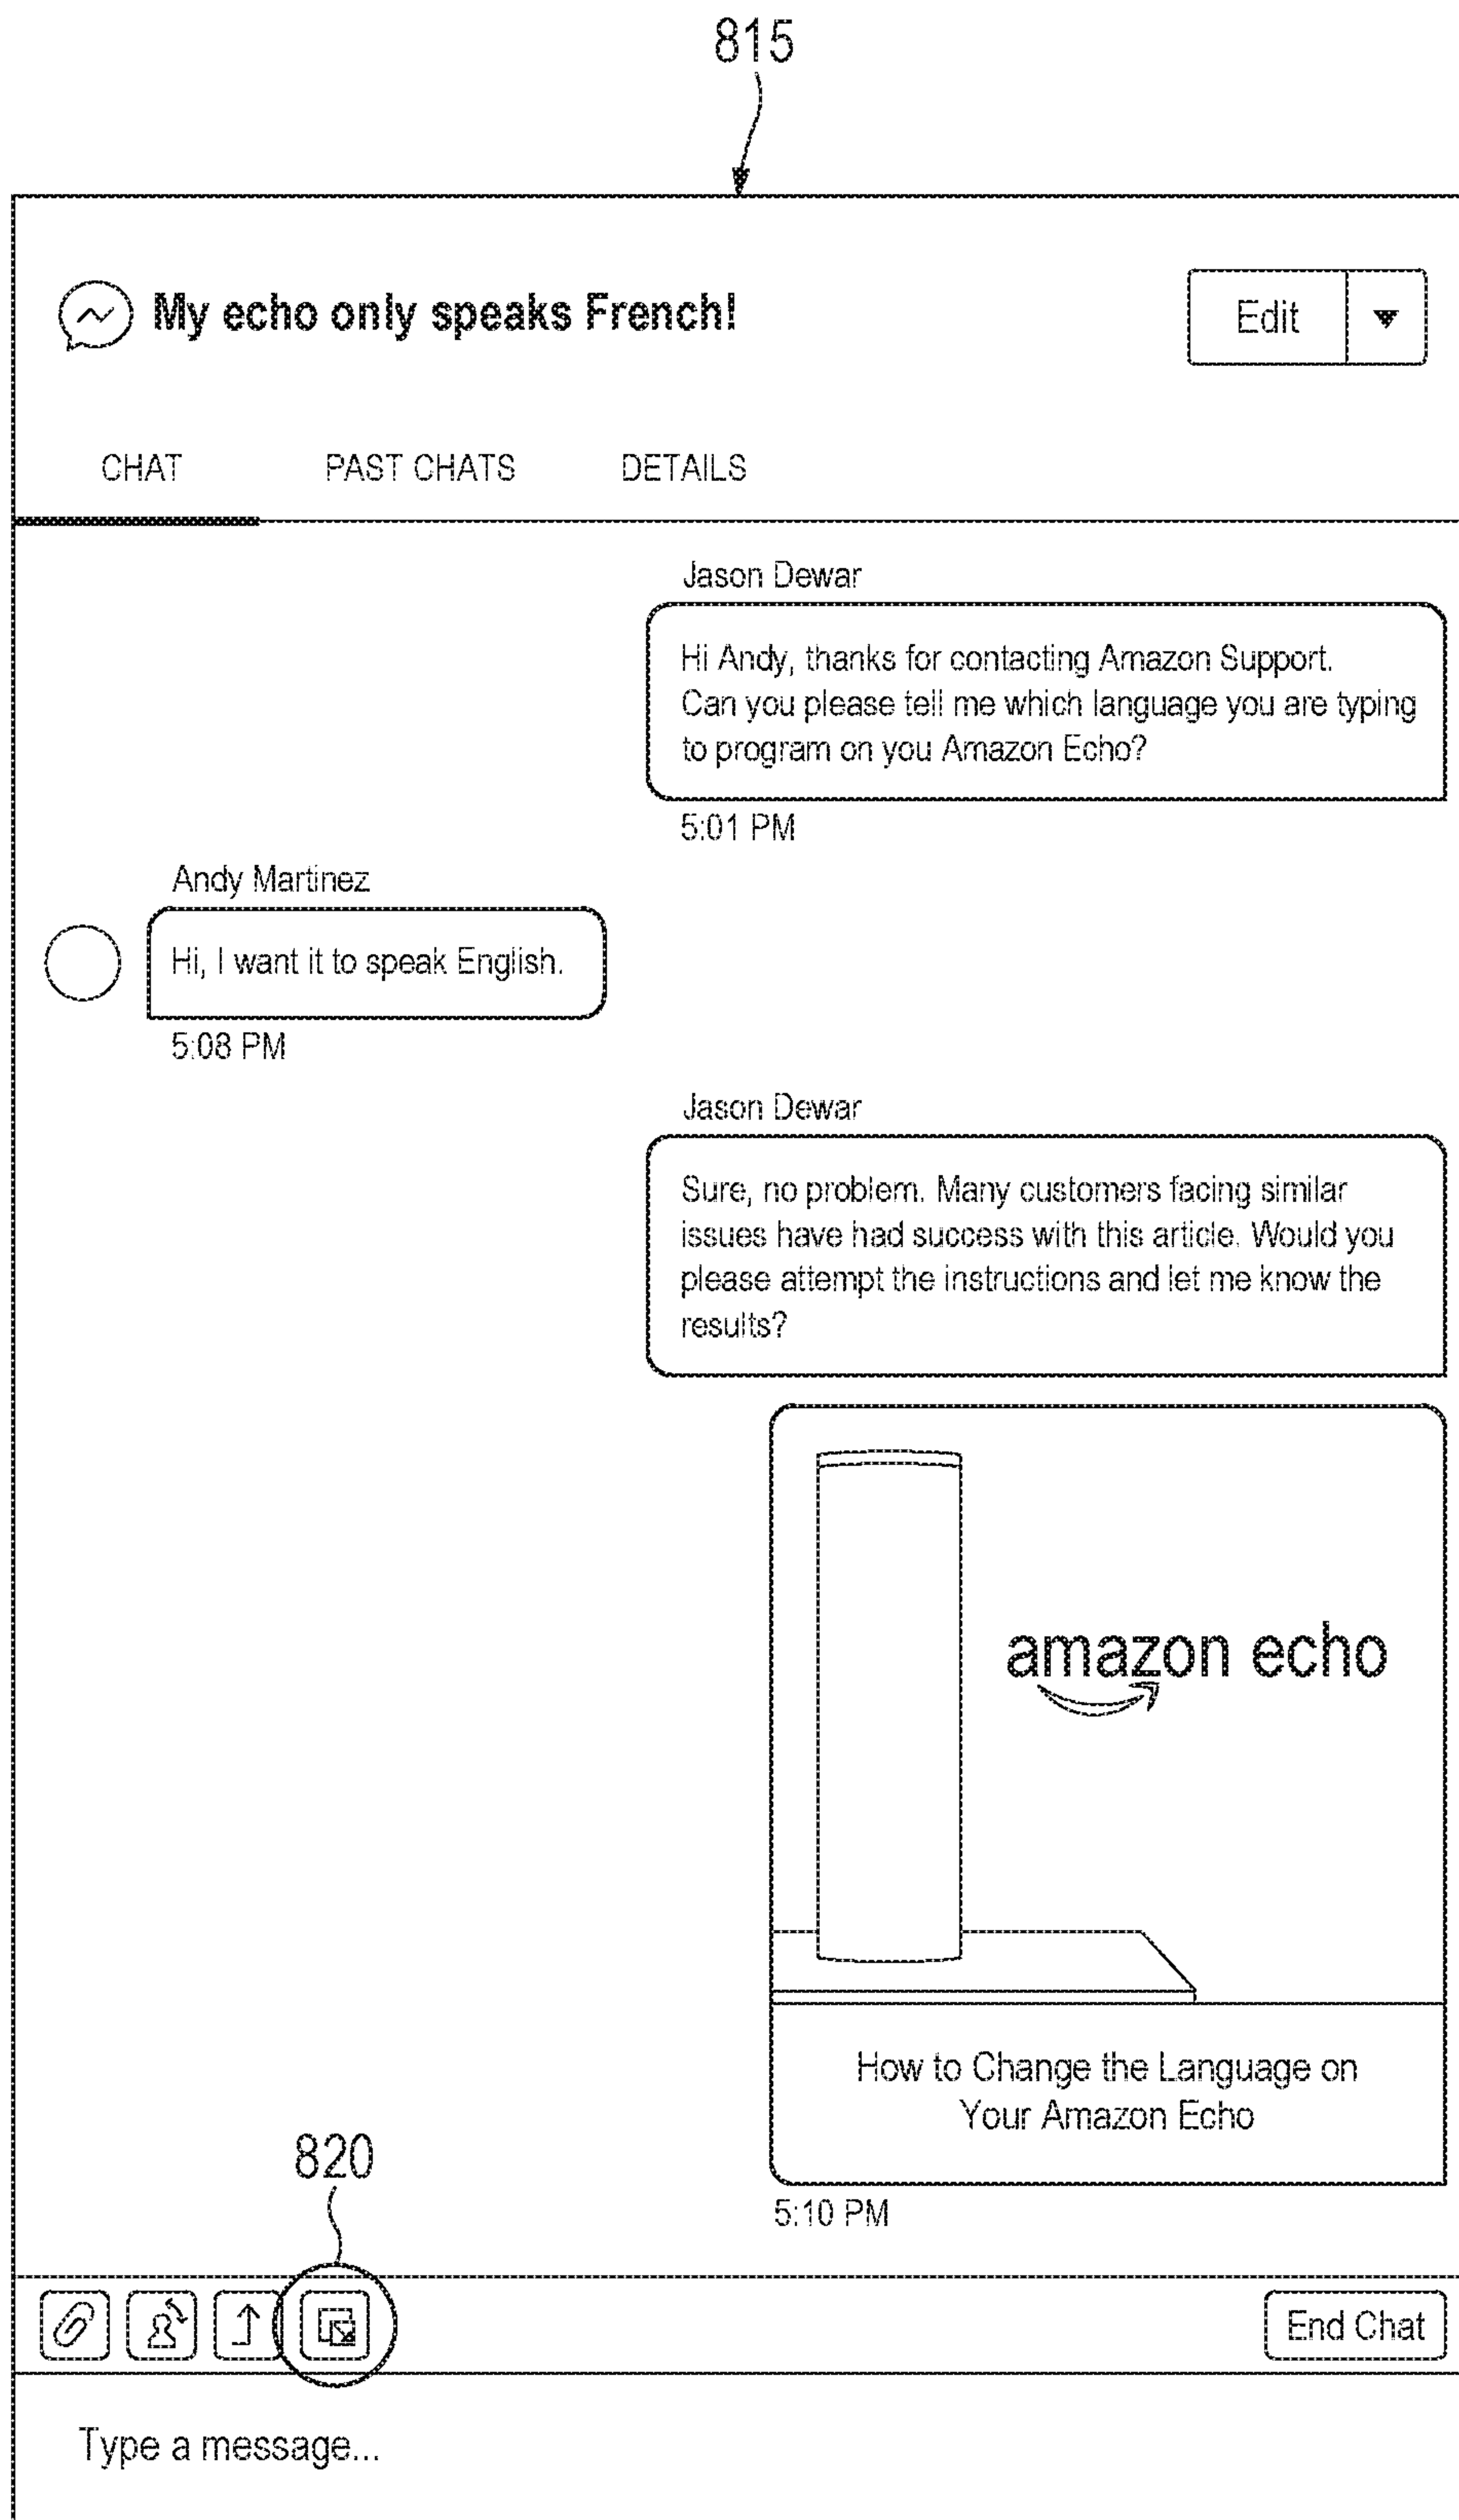 815
My echo only speaks French!
Edit
CHAT PAST CHATS DETAILS
Jason Dewar
Hi Andy, thanks for contacting Amazon Support.
Can you please tell me which language you are typing
to program on you Amazon Echo?
5:01 PM
Andy Martinez
Hi, I want it to speak English.
5:08 PM
Jason Dewar
Sure, no problem. Many customers facing similar
issues have had success with this article. Would you
please attempt the instructions and let me know the
results?
amazon echo
How to Change the Language on
Your Amazon Echo
5:10 PM
820
End Chat
Type a message...